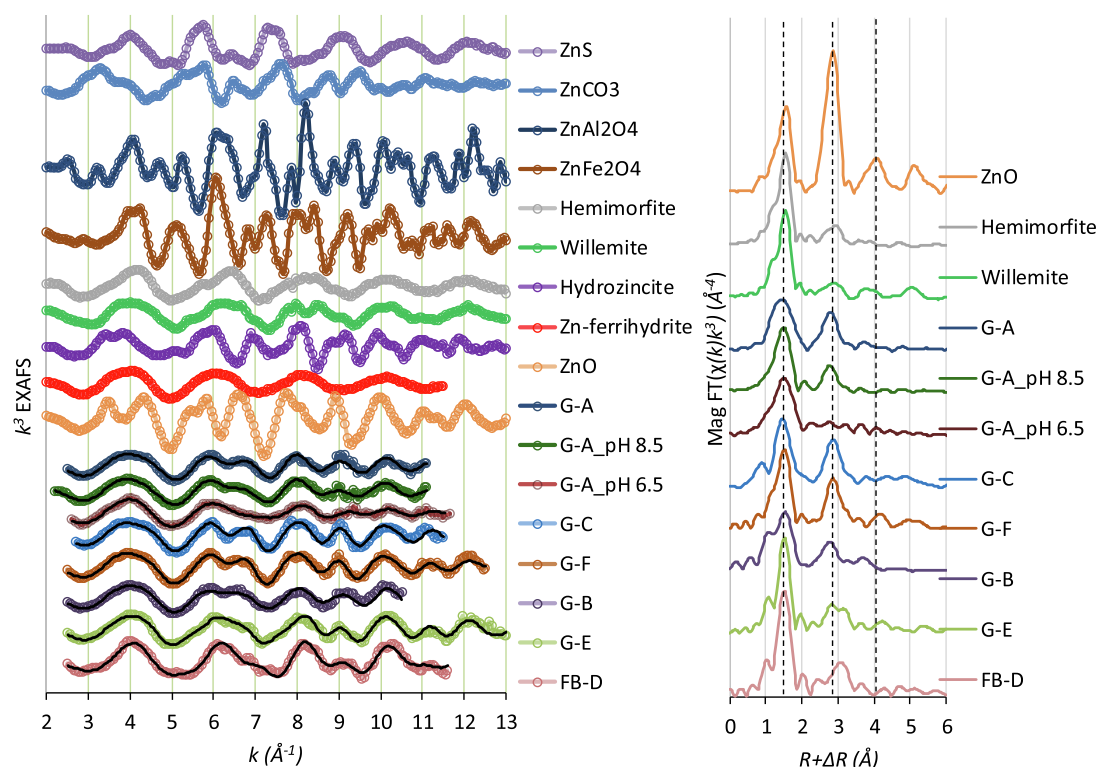 k³ EXAFS
ZnS
ZnCO3
ZnAl2O4
ZnFe2O4
Hemimorfite
Willemite
Hydrozincite
Zn-ferrihydrite
ZnO
G-A
G-A_pH 8.5
G-A_pH 6.5
G-C
G-F
G-B
G-E
FB-D
2 3 4 5 6 7 8 9 10 11 12 13
k (Å-1)
Mag FT(χ(k)k³) (Å-4)
ZnO
Hemimorfite
Willemite
G-A
G-A_pH 8.5
G-A_pH 6.5
G-C
G-F
G-B
G-E
FB-D
0 1 2 3 4 5 6
R+ΔR (Å)